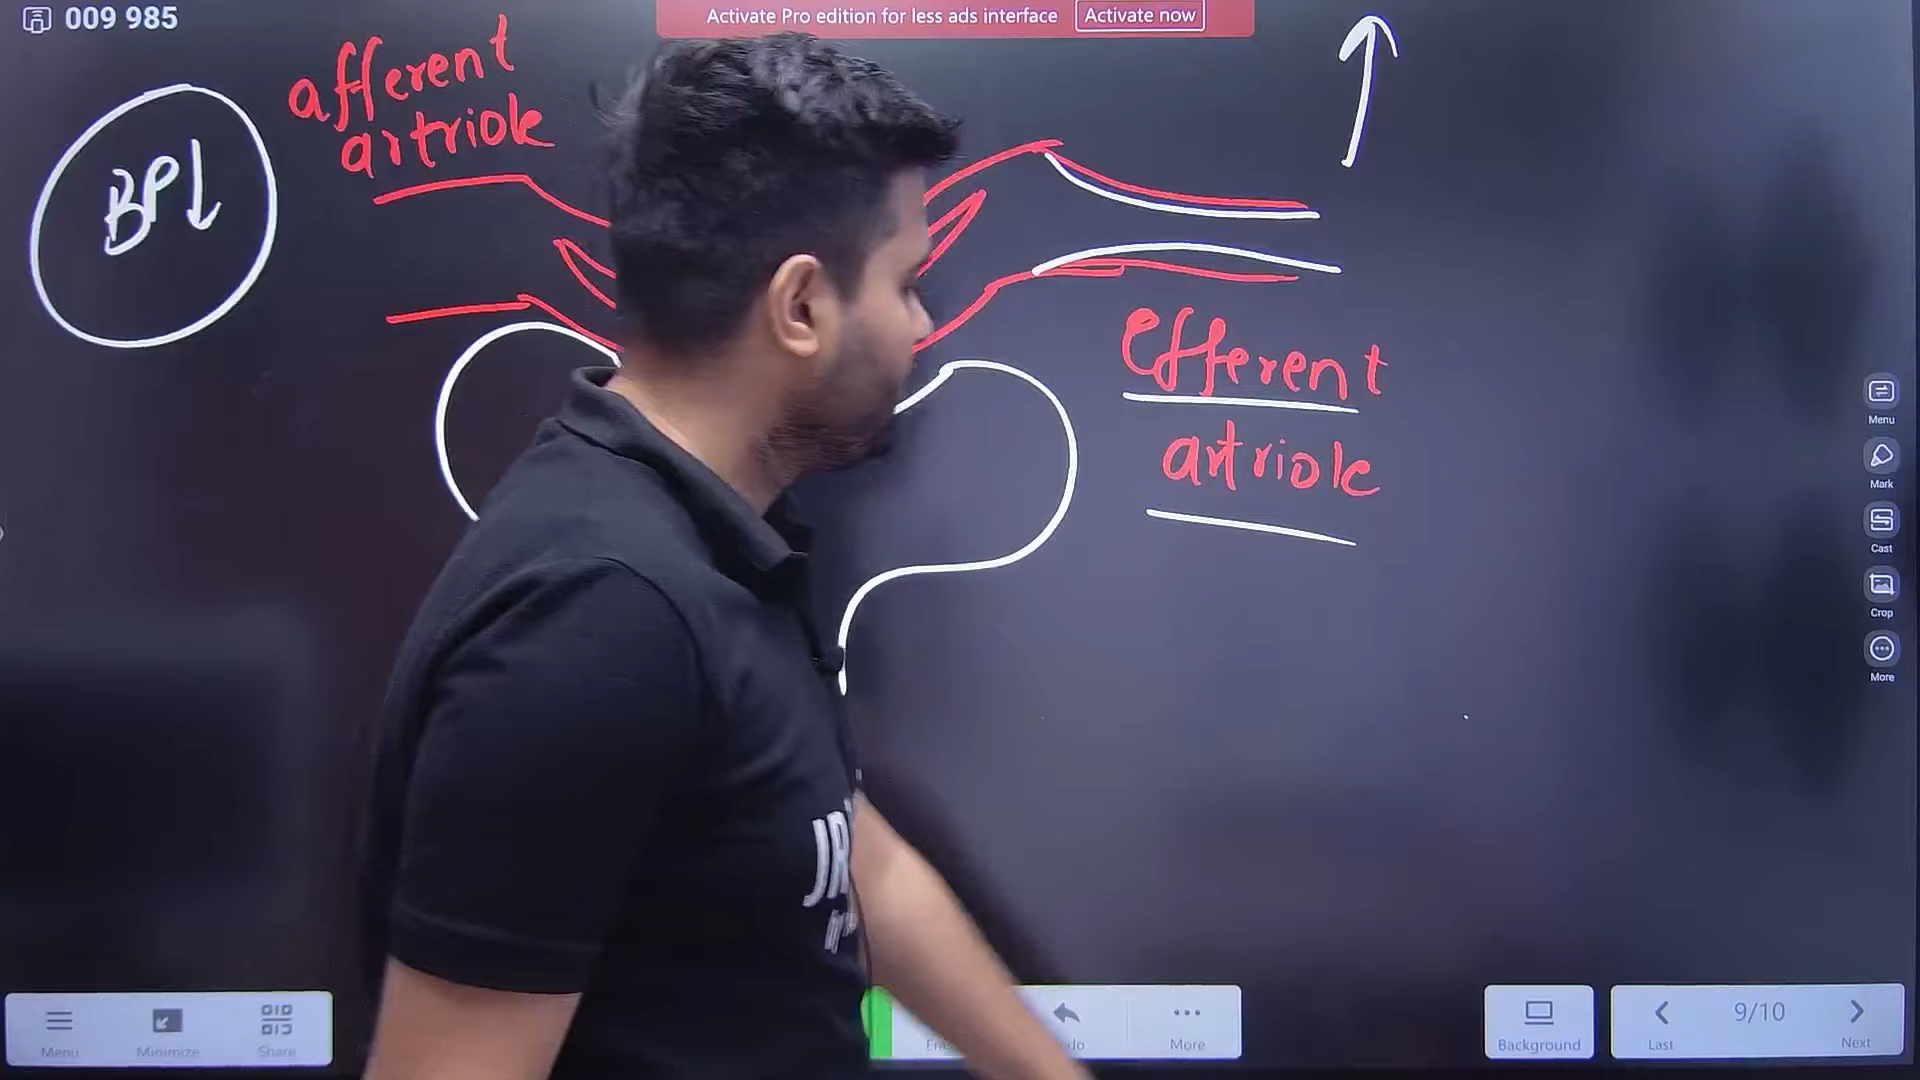 009 985
Activate Pro edition for less ads interface
Activate now
afferent
artriole
BP↓
Efferent
artriole
Menu
Mark
Cast
Crop
More
Menu
Minimize
Share
More
Background
Last
9/10
Next